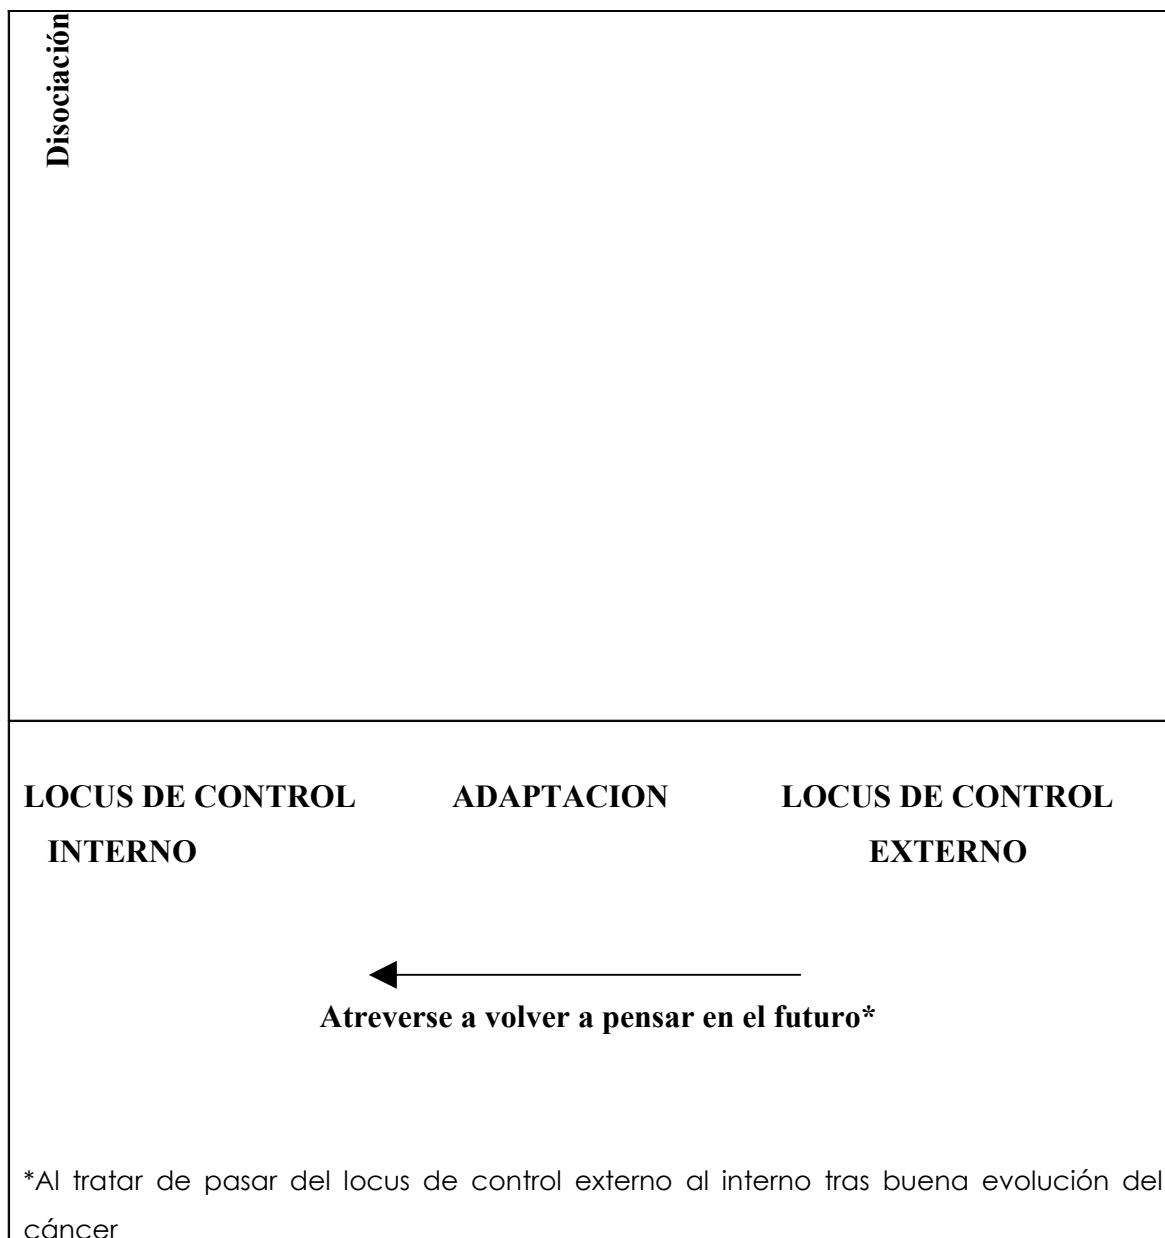 Disociación
LOCUS DE CONTROL ADAPTACION LOCUS DE CONTROL
INTERNO EXTERNO
Atreverse a volver a pensar en el futuro*
*Al tratar de pasar del locus de control externo al interno tras buena evolución del
cáncer